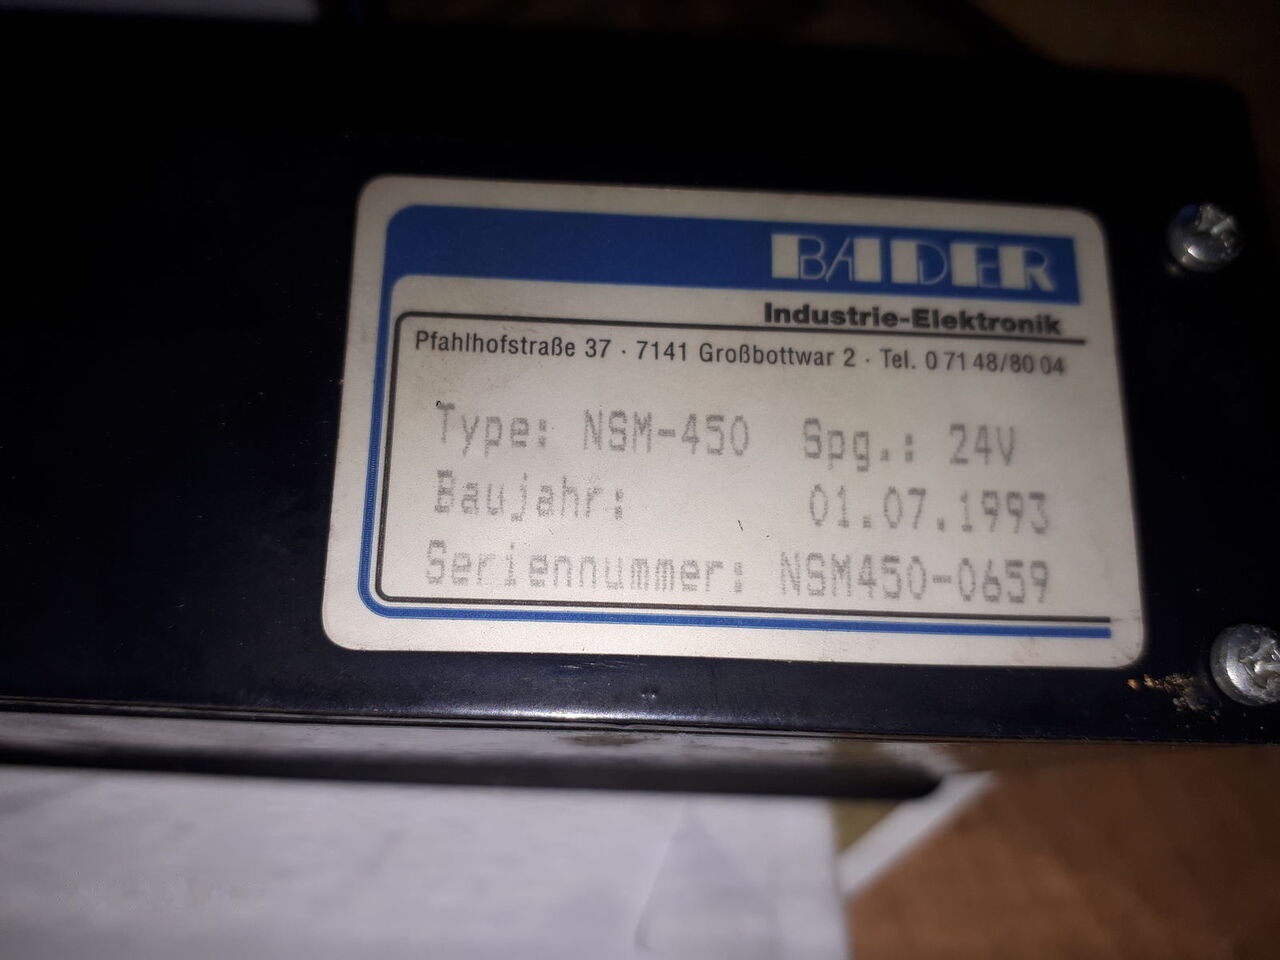 BADER
Industrie-Elektronik
Pfahlhofstraße 37 · 7141 Großbottwar 2 · Tel. 0 71 48/80 04
Type: NSM-450 Spg.: 24V
Baujahr: 01.07.1993
Seriennummer: NSM450-0659